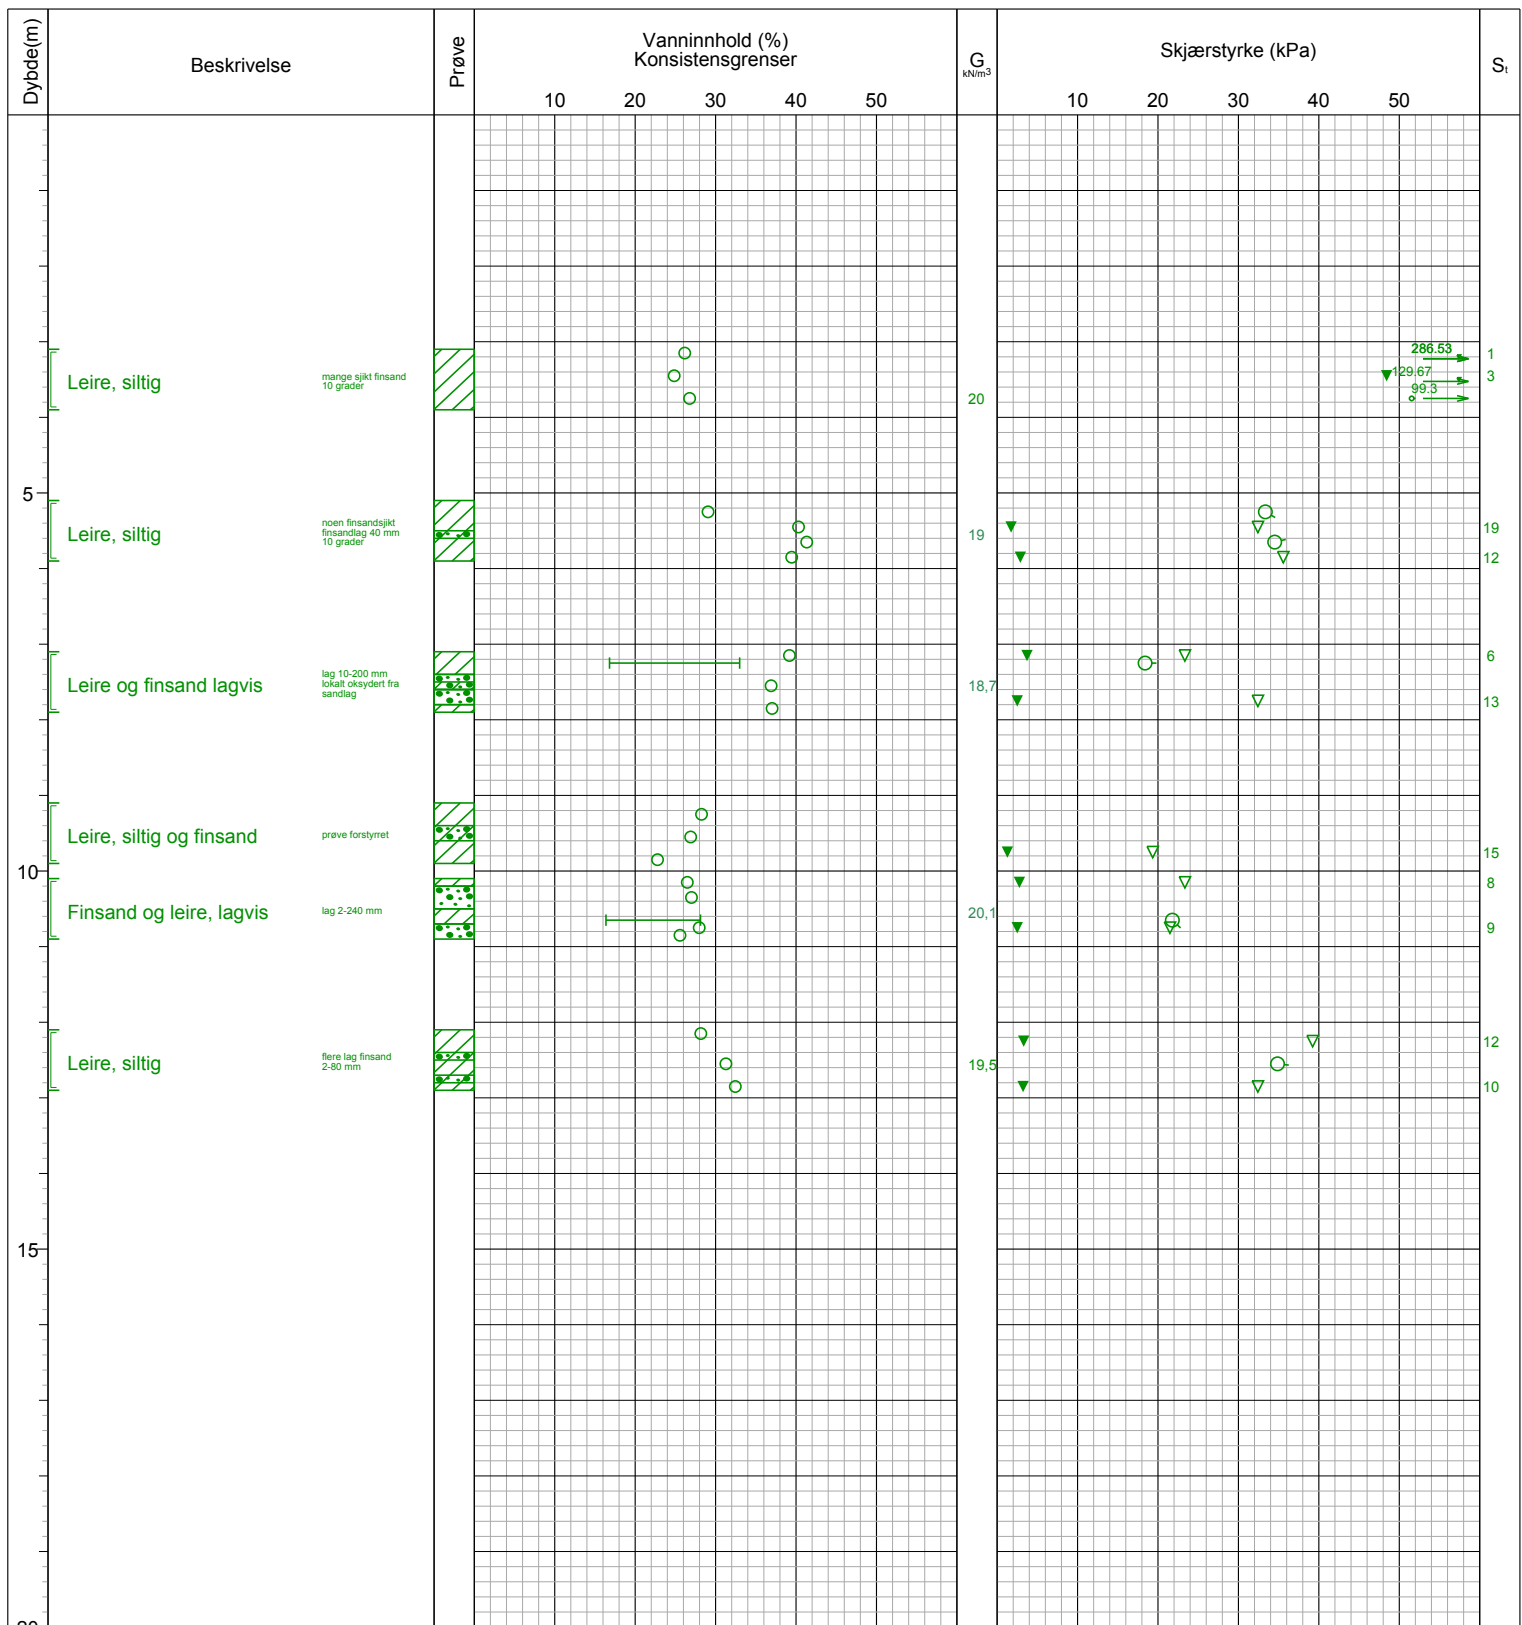 Dybde(m)
Beskrivelse
Prøve
Vanninnhold (%)
Konsistensgrenser
10 20 30 40 50
G
kN/m³
Skjærstyrke (kPa)
10 20 30 40 50
St
286.53
1
Leire, siltig
mange sjikt finsand
10 grader
129.67
3
20
99.3
5
Leire, siltig
noen finsandsjikt
finsandlag 40 mm
10 grader
19
19
12
Leire og finsand lagvis
lag 10-200 mm
lokalt oksydert fra
sandlag
18,7
6
13
Leire, siltig og finsand
prøve forstyrret
15
10
8
Finsand og leire, lagvis
lag 2-240 mm
20,1
9
12
Leire, siltig
flere lag finsand
2-80 mm
19,5
10
15